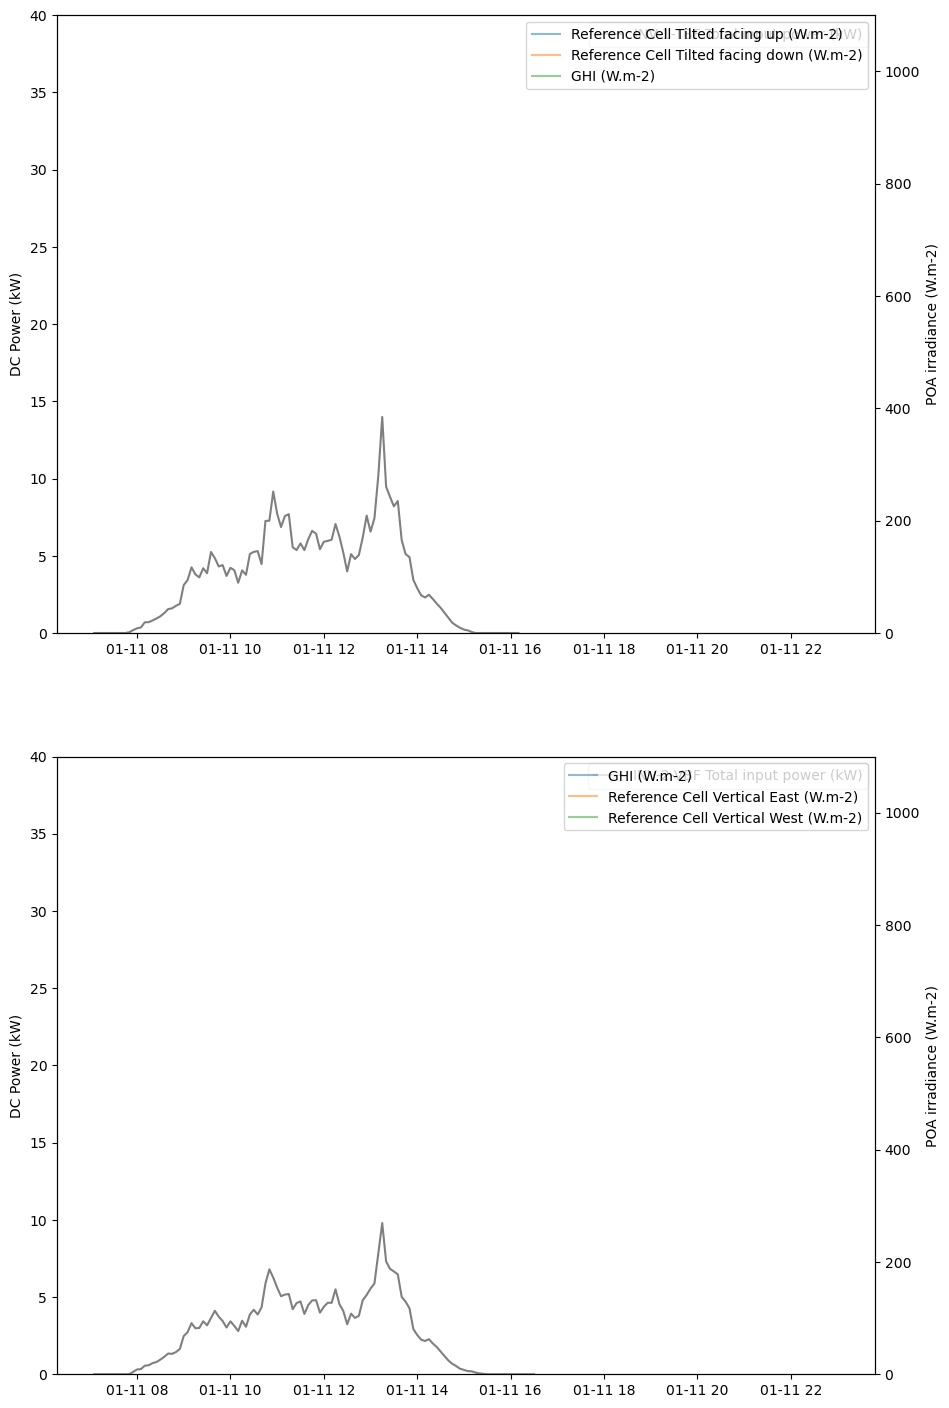 40
35
30
25
20
15
10
5
0
DC Power (kW)
Reference Cell Tilted facing up (W.m-2)
Reference Cell Tilted facing down (W.m-2)
GHI (W.m-2)
1000
800
600
400
200
0
POA irradiance (W.m-2)
01-11 08 01-11 10 01-11 12 01-11 14 01-11 16 01-11 18 01-11 20 01-11 22
40
35
30
25
20
15
10
5
0
DC Power (kW)
GHI (W.m-2) Total input power (kW)
Reference Cell Vertical East (W.m-2)
Reference Cell Vertical West (W.m-2)
1000
800
600
400
200
0
POA irradiance (W.m-2)
01-11 08 01-11 10 01-11 12 01-11 14 01-11 16 01-11 18 01-11 20 01-11 22